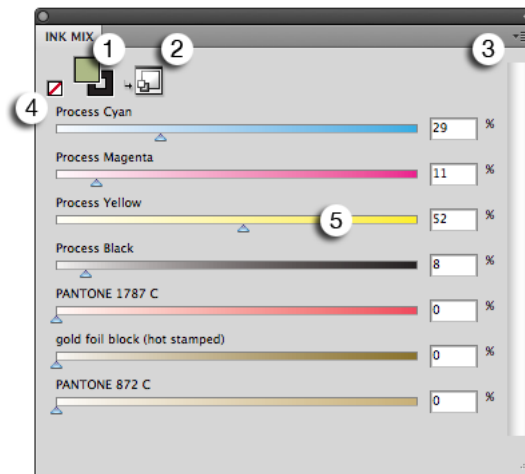 INK MIX
1
2
3
4
Process Cyan
29 %
Process Magenta
11 %
Process Yellow
5
52 %
Process Black
8 %
PANTONE 1787 C
0 %
gold foil block (hot stamped)
0 %
PANTONE 872 C
0 %